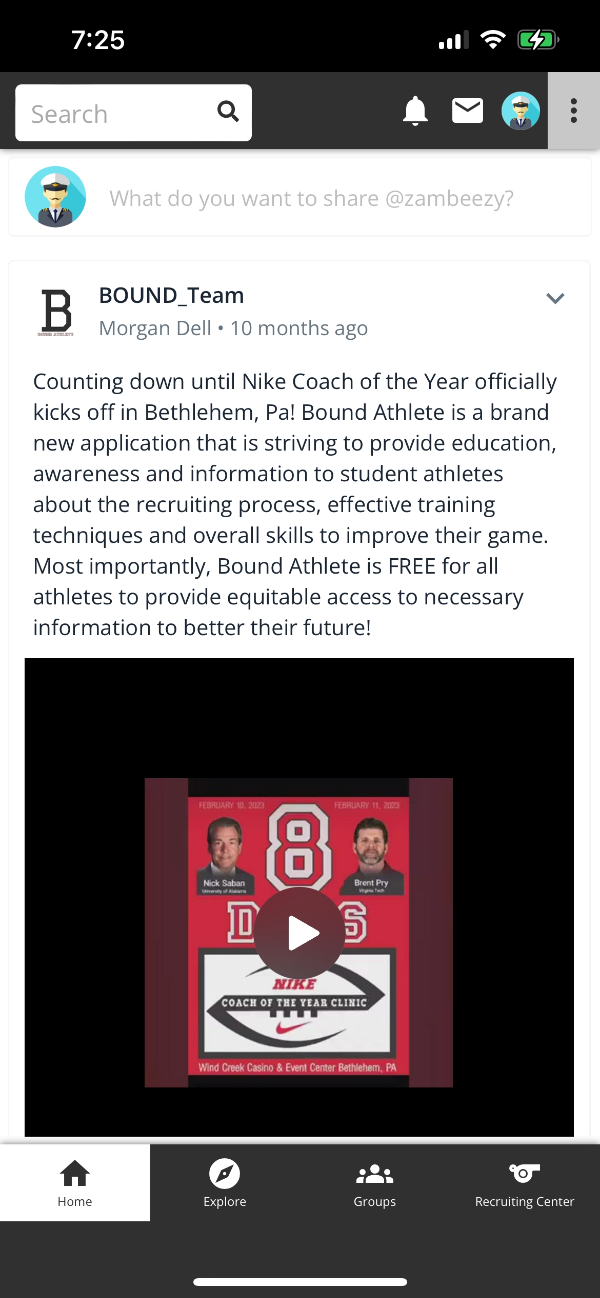 7:25
Search
What do you want to share @zambeezy?
B
BOUND_Team
Morgan Dell • 10 months ago
Counting down until Nike Coach of the Year officially
kicks off in Bethlehem, Pa! Bound Athlete is a brand
new application that is striving to provide education,
awareness and information to student athletes
about the recruiting process, effective training
techniques and overall skills to improve their game.
Most importantly, Bound Athlete is FREE for all
athletes to provide equitable access to necessary
information to better their future!
FEBRUARY 10, 2023
FEBRUARY 11, 2023
8
Nick Saban
University of Alabama
Brent Pry
Virginia Tech
NIKE
COACH OF THE YEAR CLINIC
Wind Creek Casino & Event Center Bethlehem, PA
Home
Explore
Groups
Recruiting Center